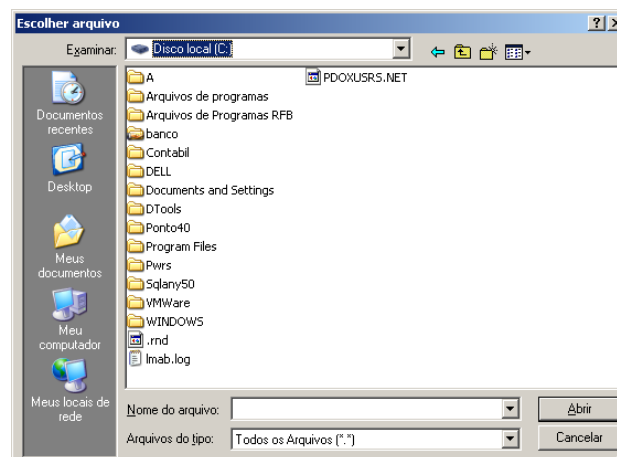 Escolher arquivo
Examinar:
Disco local (C:)
Documentos
recentes
Desktop
Meus
documentos
Meu
computador
Meus locais de
rede
A
Arquivos de programas
Arquivos de Programas RFB
banco
Contabil
DELL
Documents and Settings
DTools
Ponto40
Program Files
Pwrs
Sqlany50
VMWare
WINDOWS
.rnd
lmab.log
PDOXUSRS.NET
Nome do arquivo:
Abrir
Arquivos do tipo:
Todos os Arquivos (*.*)
Cancelar